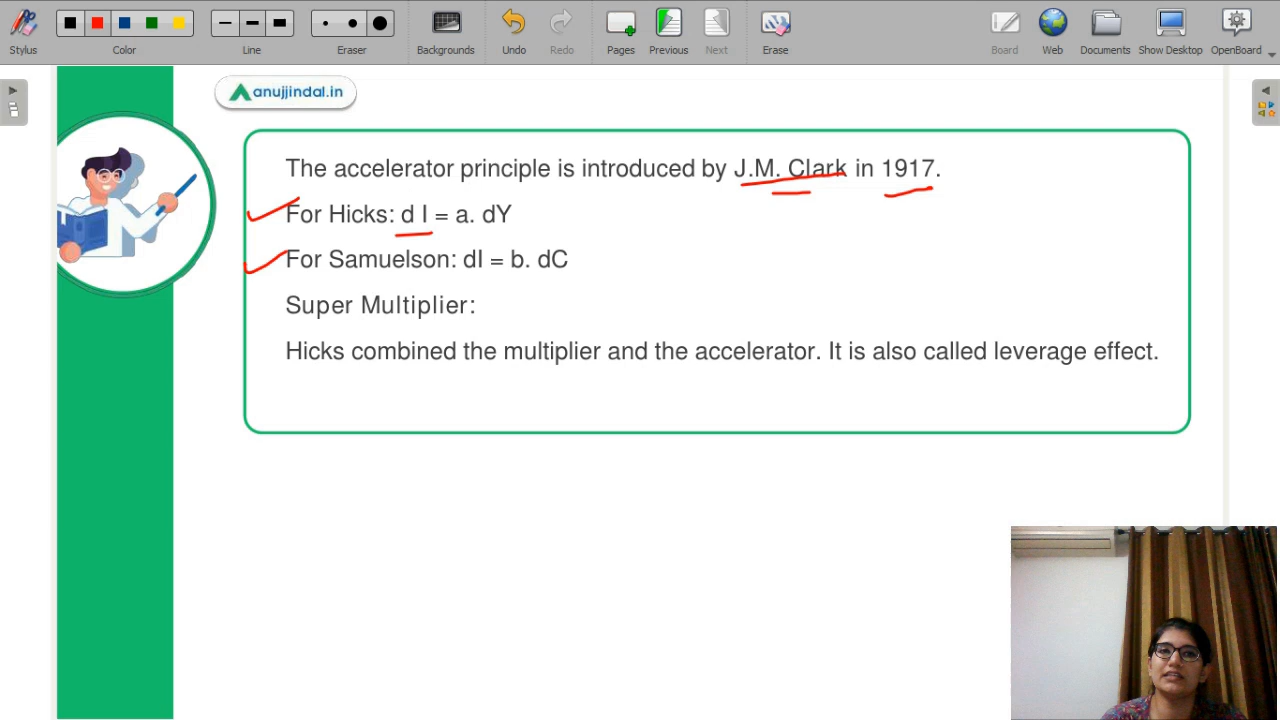 Stylus
Color
Line
Eraser
Backgrounds
Undo
Redo
Pages
Previous
Next
Erase
Board
Web
Documents
Show Desktop
OpenBoard
anujjindal.in
The accelerator principle is introduced by J.M. Clark in 1917.
For Hicks: d I = a. dY
For Samuelson: dI = b. dC
Super Multiplier:
Hicks combined the multiplier and the accelerator. It is also called leverage effect.